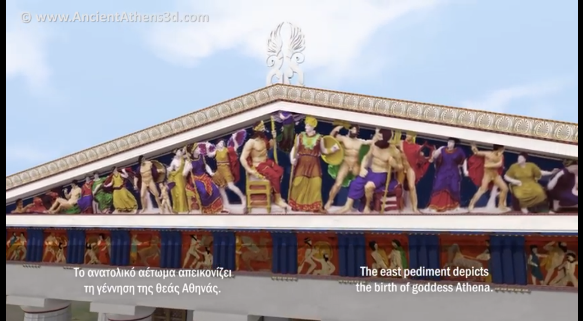 © www.AncientAthens3d.com
Το ανατολικό αέτωμα απεικονίζει
τη γέννηση της θεάς Αθηνάς.
The east pediment depicts
the birth of goddess Athena.